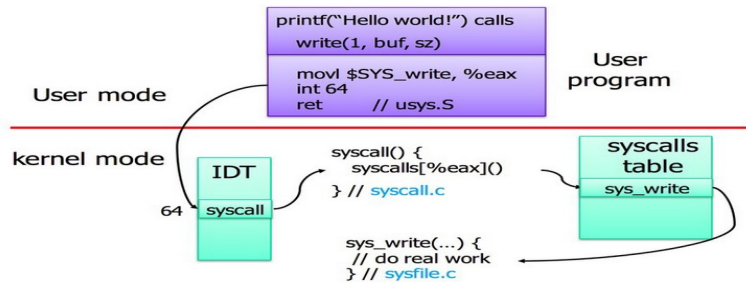 printf(“Hello world!”) calls
write(1, buf, sz)
movl $SYS_write, %eax
int 64
ret // usys.S
User mode
User
program
kernel mode
IDT
64 syscall
syscall() {
syscalls[%eax]()
} // syscall.c
syscalls
table
sys_write
sys_write(...) {
// do real work
} // sysfile.c